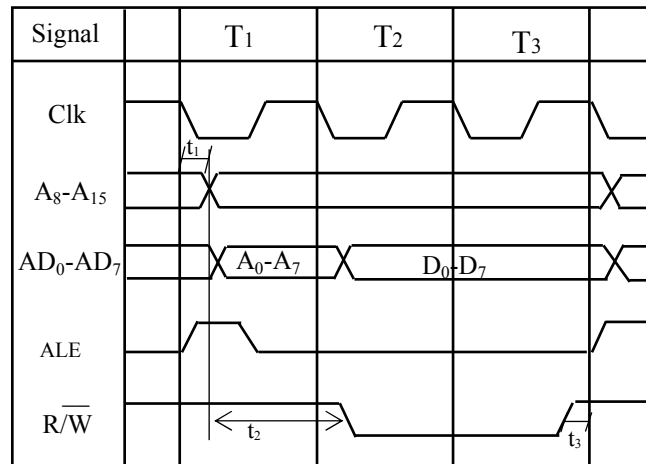 Signal T₁ T₂ T₃
Clk
t₁
A₈-A₁₅
AD₀-AD₇ A₀-A₇ D₀-D₇
ALE
R/W̅
t₂ t₃